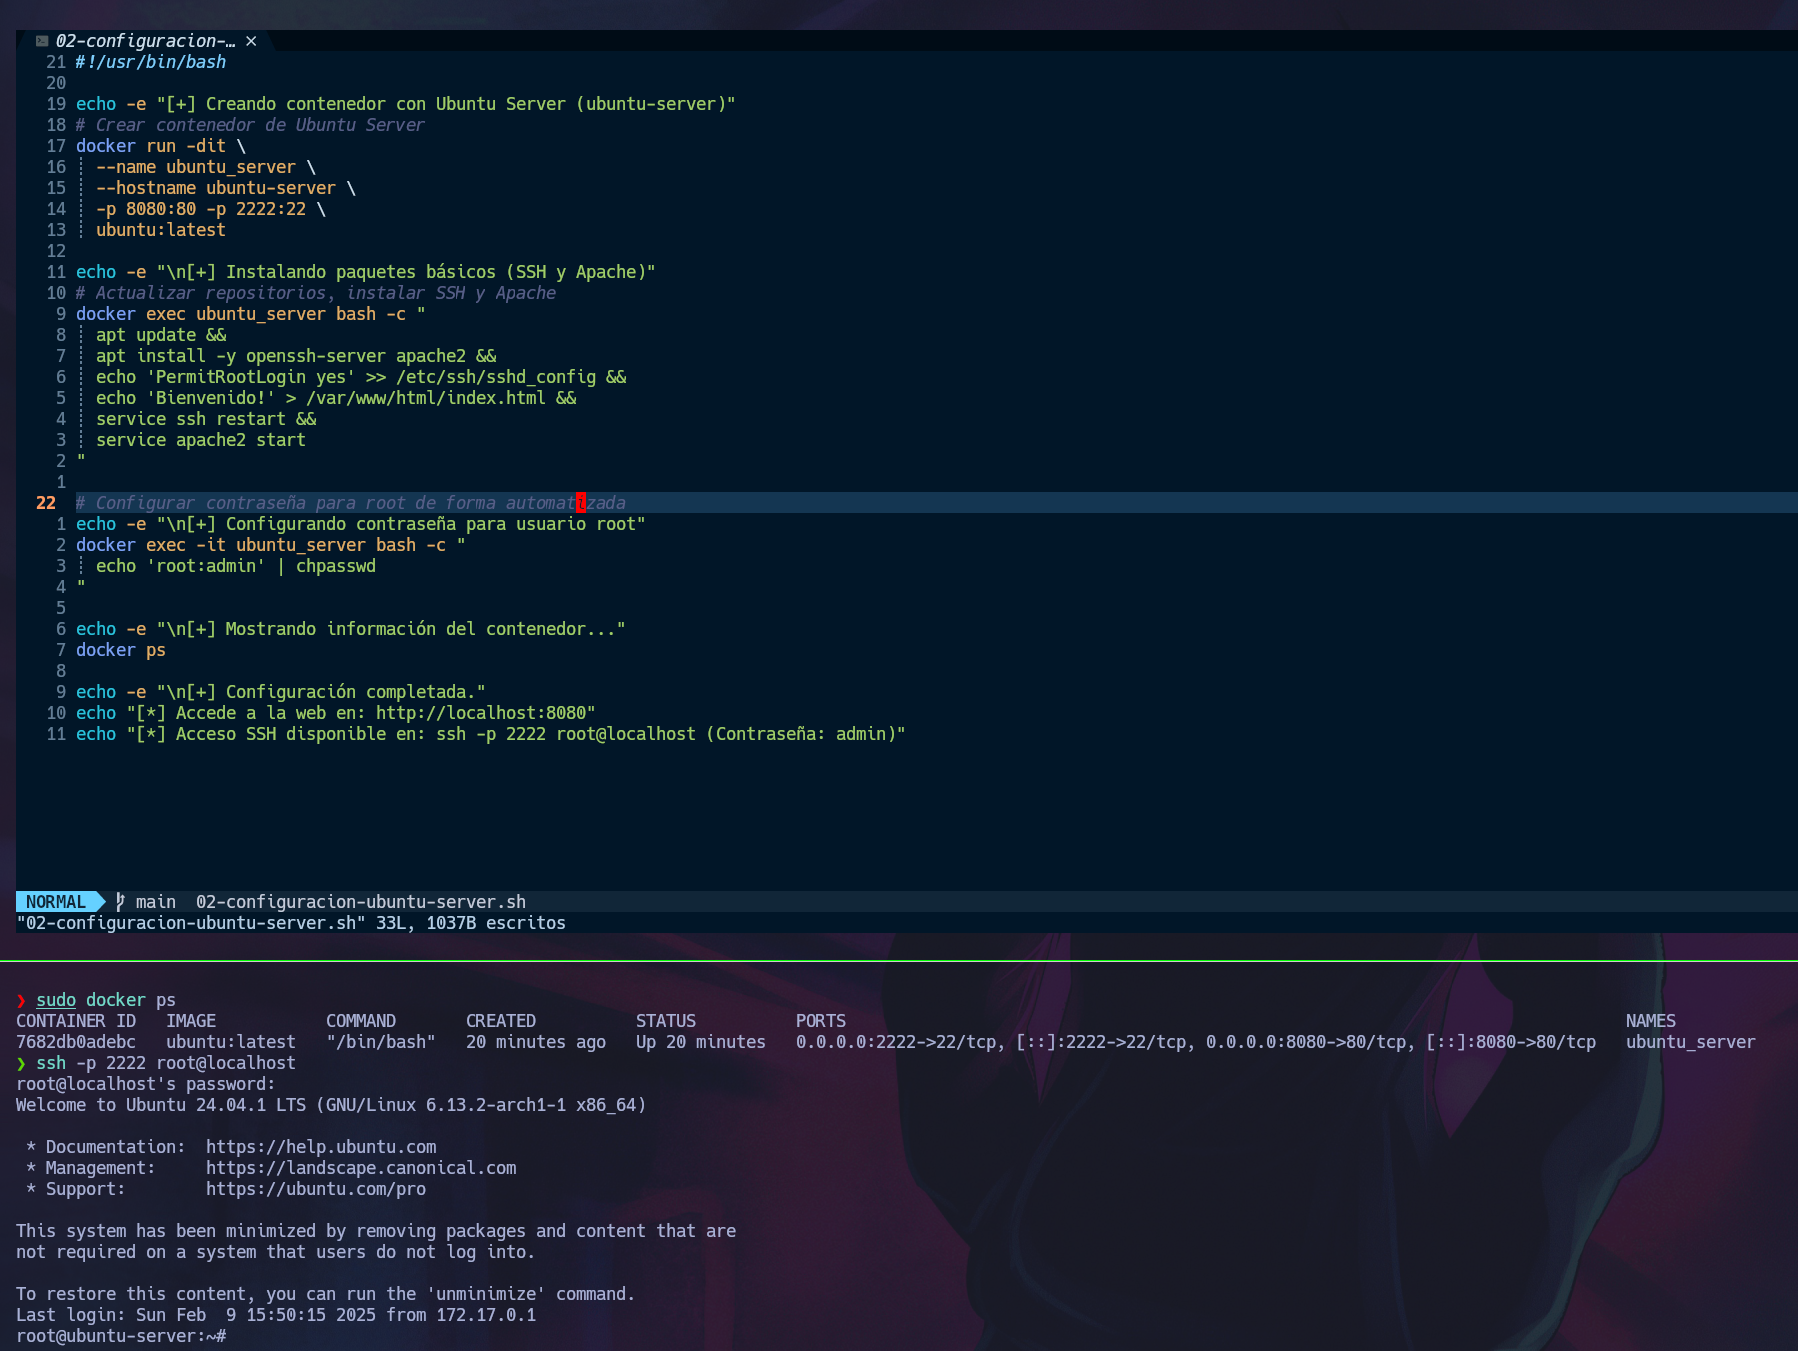 02-configuracion-… ×
21 #!/usr/bin/bash
20
19 echo -e "[+] Creando contenedor con Ubuntu Server (ubuntu-server)"
18 # Crear contenedor de Ubuntu Server
17 docker run -dit \
16   --name ubuntu_server \
15   --hostname ubuntu-server \
14   -p 8080:80 -p 2222:22 \
13   ubuntu:latest
12
11 echo -e "\n[+] Instalando paquetes básicos (SSH y Apache)"
10 # Actualizar repositorios, instalar SSH y Apache
9 docker exec ubuntu_server bash -c "
8   apt update &&
7   apt install -y openssh-server apache2 &&
6   echo 'PermitRootLogin yes' >> /etc/ssh/sshd_config &&
5   echo 'Bienvenido!' > /var/www/html/index.html &&
4   service ssh restart &&
3   service apache2 start
2 "
1
22 # Configurar contraseña para root de forma automatizada
1 echo -e "\n[+] Configurando contraseña para usuario root"
2 docker exec -it ubuntu_server bash -c "
3   echo 'root:admin' | chpasswd
4 "
5
6 echo -e "\n[+] Mostrando información del contenedor..."
7 docker ps
8
9 echo -e "\n[+] Configuración completada."
10 echo "[*] Accede a la web en: http://localhost:8080"
11 echo "[*] Acceso SSH disponible en: ssh -p 2222 root@localhost (Contraseña: admin)"
NORMAL main 02-configuracion-ubuntu-server.sh
"02-configuracion-ubuntu-server.sh" 33L, 1037B escritos
❯ sudo docker ps
CONTAINER ID   IMAGE           COMMAND       CREATED          STATUS          PORTS                                                                              NAMES
7682db0adebc   ubuntu:latest   "/bin/bash"   20 minutes ago   Up 20 minutes   0.0.0.0:2222->22/tcp, [::]:2222->22/tcp, 0.0.0.0:8080->80/tcp, [::]:8080->80/tcp   ubuntu_server
❯ ssh -p 2222 root@localhost
root@localhost's password:
Welcome to Ubuntu 24.04.1 LTS (GNU/Linux 6.13.2-arch1-1 x86_64)
* Documentation:  https://help.ubuntu.com
* Management:     https://landscape.canonical.com
* Support:        https://ubuntu.com/pro
This system has been minimized by removing packages and content that are
not required on a system that users do not log into.
To restore this content, you can run the 'unminimize' command.
Last login: Sun Feb  9 15:50:15 2025 from 172.17.0.1
root@ubuntu-server:~#